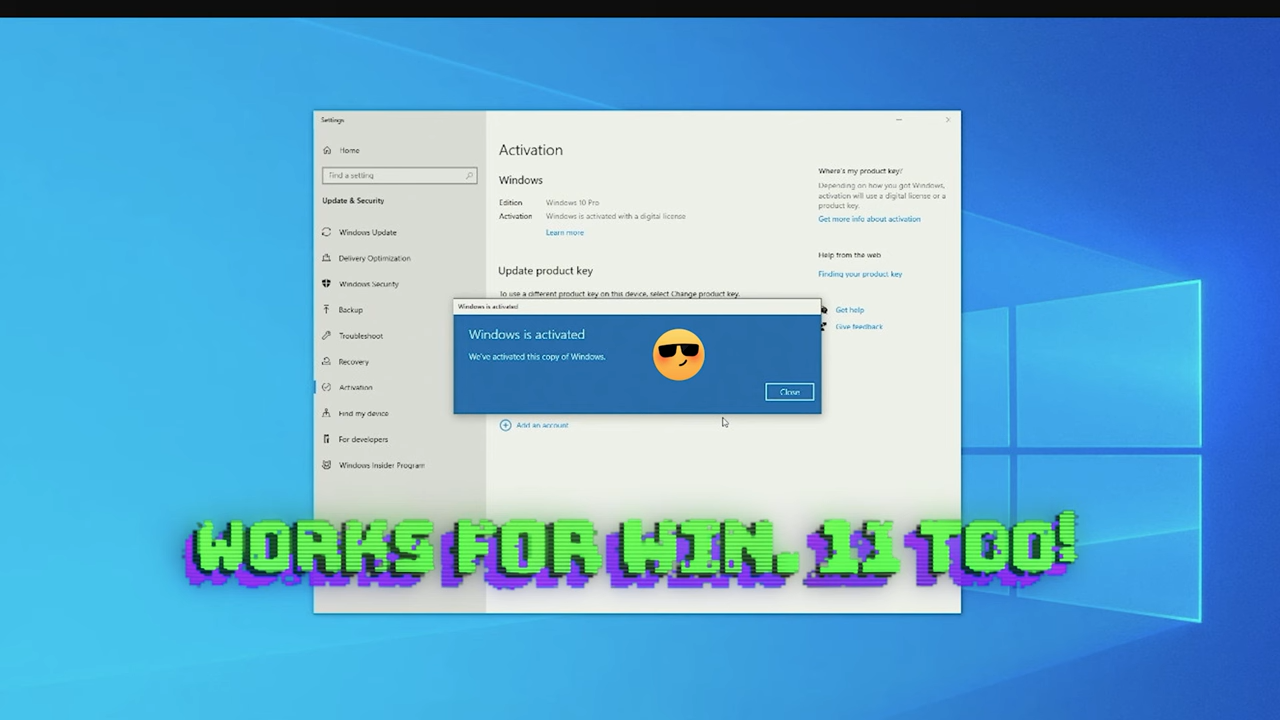 Settings
Home
Find a setting
Update & Security
Windows Update
Delivery Optimization
Windows Security
Backup
Troubleshoot
Recovery
Activation
Find my device
For developers
Windows Insider Program
Activation
Windows
Edition Windows 10 Pro
Activation Windows is activated with a digital license
Learn more
Update product key
To use a different product key on this device, select Change product key.
Windows is activated
Windows is activated
We've activated this copy of Windows.
Close
Add an account
Where's my product key?
Depending on how you got Windows,
activation will use a digital license or a
product key.
Get more info about activation
Help from the web
Finding your product key
Get help
Give feedback
WORKS FOR WIN. 11 TOO!